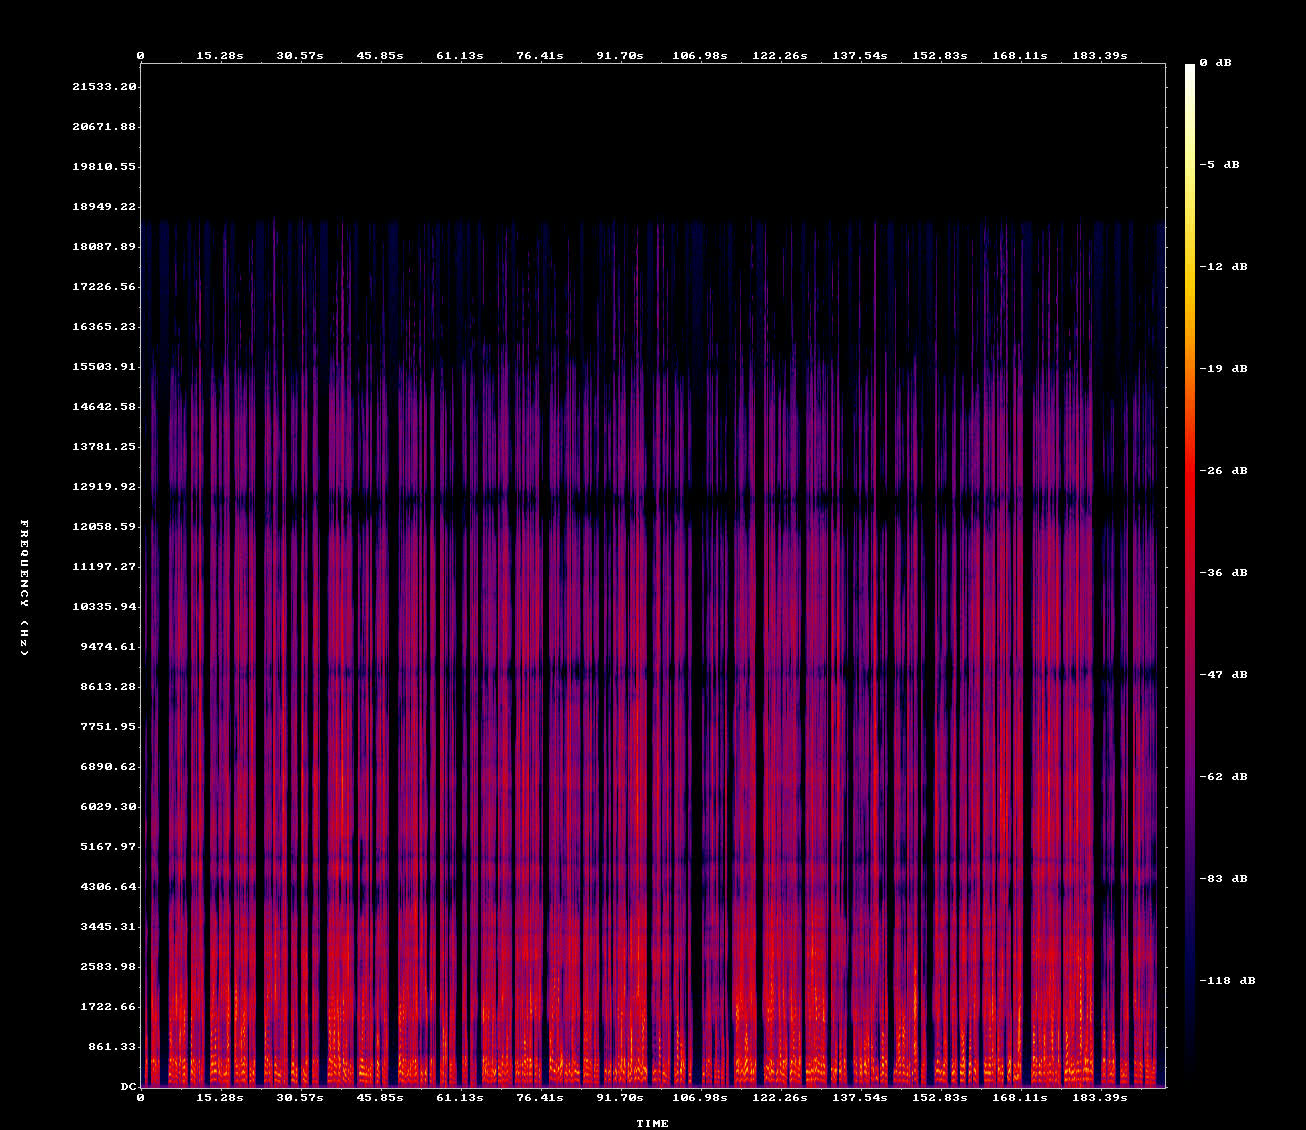 0 15.28s 30.57s 45.85s 61.13s 76.41s 91.70s 106.98s 122.26s 137.54s 152.83s 168.11s 183.39s
0 dB
21533.20
20671.88
19810.55
-5 dB
18949.22
18087.89
-12 dB
17226.56
16365.23
15503.91
-19 dB
14642.58
13781.25
-26 dB
12919.92
12058.59
11197.27
-36 dB
10335.94
9474.61
-47 dB
8613.28
7751.95
6890.62
-62 dB
6029.30
5167.97
4306.64
-83 dB
3445.31
2583.98
-118 dB
1722.66
861.33
DC
FREQUENCY (Hz)
0 15.28s 30.57s 45.85s 61.13s 76.41s 91.70s 106.98s 122.26s 137.54s 152.83s 168.11s 183.39s
TIME